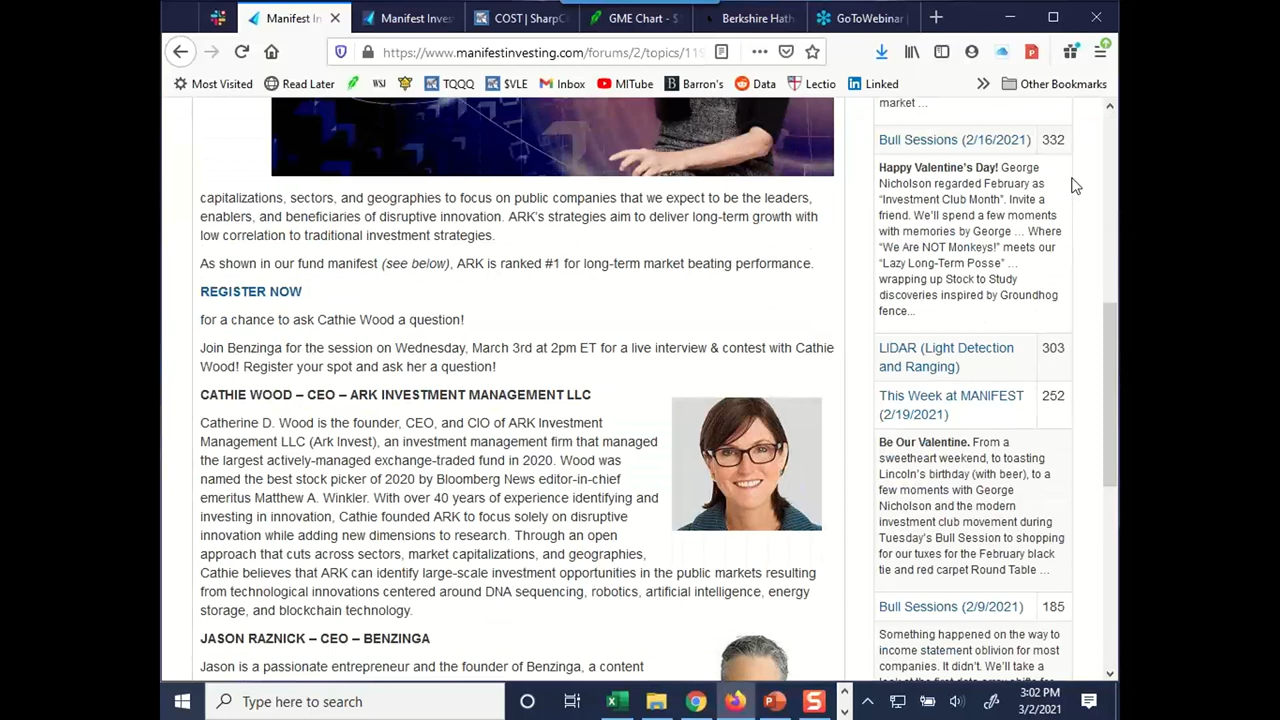 Manifest In
Manifest Inves
COST | SharpC
GME Chart - S
Berkshire Hath
GoToWebinar
https://www.manifestinvesting.com/forums/2/topics/119
Most Visited
Read Later
WSJ
TQQQ
$VLE
Inbox
MITube
Barron's
Data
Lectio
Linked
Other Bookmarks
capitalizations, sectors, and geographies to focus on public companies that we expect to be the leaders,
enablers, and beneficiaries of disruptive innovation. ARK's strategies aim to deliver long-term growth with
low correlation to traditional investment strategies.
As shown in our fund manifest (see below), ARK is ranked #1 for long-term market beating performance.
REGISTER NOW
for a chance to ask Cathie Wood a question!
Join Benzinga for the session on Wednesday, March 3rd at 2pm ET for a live interview & contest with Cathie
Wood! Register your spot and ask her a question!
CATHIE WOOD – CEO – ARK INVESTMENT MANAGEMENT LLC
Catherine D. Wood is the founder, CEO, and CIO of ARK Investment
Management LLC (Ark Invest), an investment management firm that managed
the largest actively-managed exchange-traded fund in 2020. Wood was
named the best stock picker of 2020 by Bloomberg News editor-in-chief
emeritus Matthew A. Winkler. With over 40 years of experience identifying and
investing in innovation, Cathie founded ARK to focus solely on disruptive
innovation while adding new dimensions to research. Through an open
approach that cuts across sectors, market capitalizations, and geographies,
Cathie believes that ARK can identify large-scale investment opportunities in the public markets resulting
from technological innovations centered around DNA sequencing, robotics, artificial intelligence, energy
storage, and blockchain technology.
JASON RAZNICK – CEO – BENZINGA
Jason is a passionate entrepreneur and the founder of Benzinga, a content
market ...
Bull Sessions (2/16/2021) 332
Happy Valentine's Day! George
Nicholson regarded February as
“Investment Club Month”. Invite a
friend. We'll spend a few moments
with memories by George ... Where
“We Are NOT Monkeys!” meets our
“Lazy Long-Term Posse” ...
wrapping up Stock to Study
discoveries inspired by Groundhog
fence...
LIDAR (Light Detection 303
and Ranging)
This Week at MANIFEST 252
(2/19/2021)
Be Our Valentine. From a
sweetheart weekend, to toasting
Lincoln's birthday (with beer), to a
few moments with George
Nicholson and the modern
investment club movement during
Tuesday's Bull Session to shopping
for our tuxes for the February black
tie and red carpet Round Table ...
Bull Sessions (2/9/2021) 185
Something happened on the way to
income statement oblivion for most
companies. It didn't. We'll take a
Type here to search
3:02 PM
3/2/2021